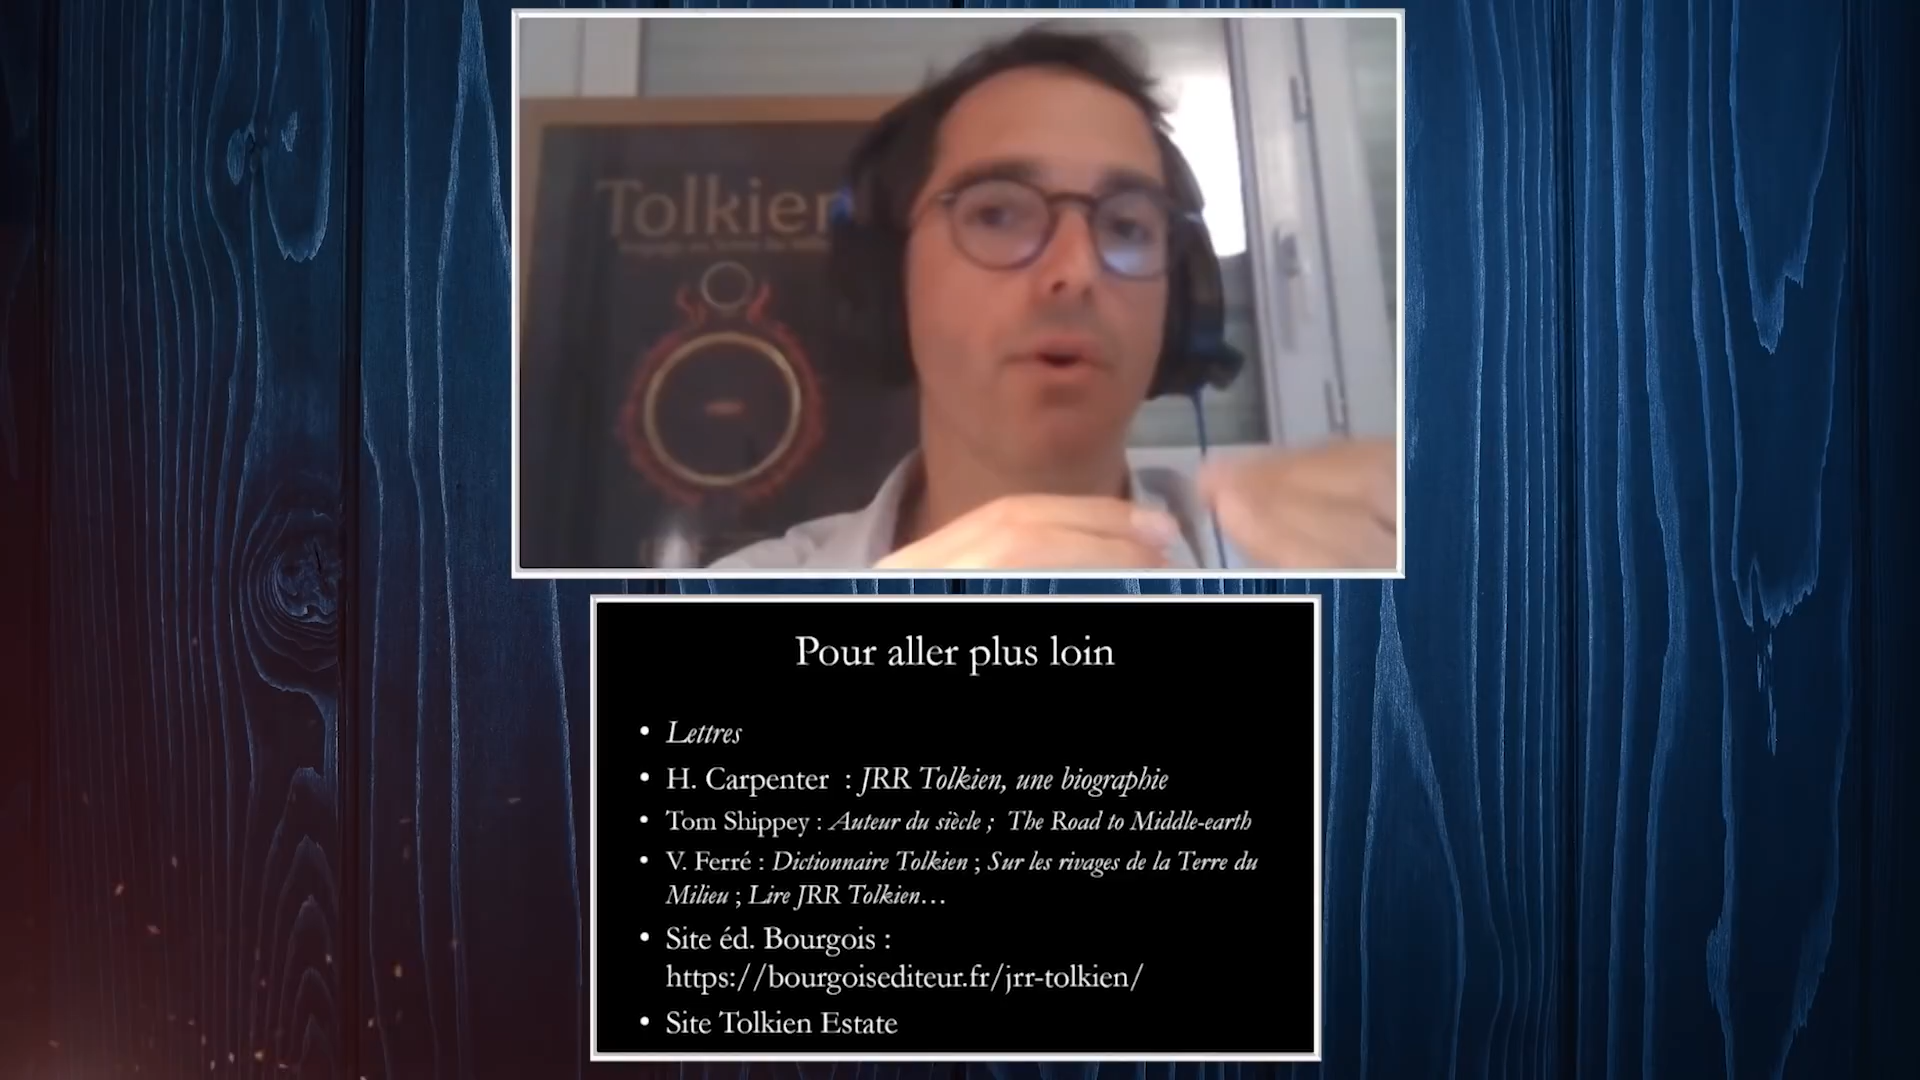 Tolkien
Pour aller plus loin
• Lettres
• H. Carpenter : JRR Tolkien, une biographie
• Tom Shippey : Auteur du siècle ; The Road to Middle-earth
• V. Ferré : Dictionnaire Tolkien ; Sur les rivages de la Terre du
Milieu ; Lire JRR Tolkien…
• Site éd. Bourgois :
https://bourgoisediteur.fr/jrr-tolkien/
• Site Tolkien Estate